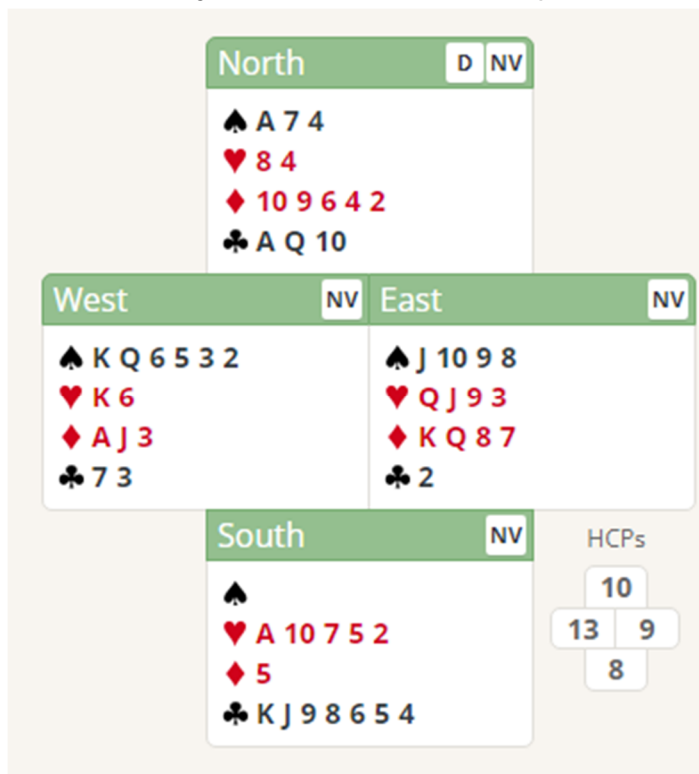 North D NV
♠ A 7 4
♥ 8 4
♦ 10 9 6 4 2
♣ A Q 10
West NV East NV
♠ K Q 6 5 3 2 ♠ J 10 9 8
♥ K 6 ♥ Q J 9 3
♦ A J 3 ♦ K Q 8 7
♣ 7 3 ♣ 2
South NV HCPs
♠ 10
♥ A 10 7 5 2 13 9
♦ 5 8
♣ K J 9 8 6 5 4